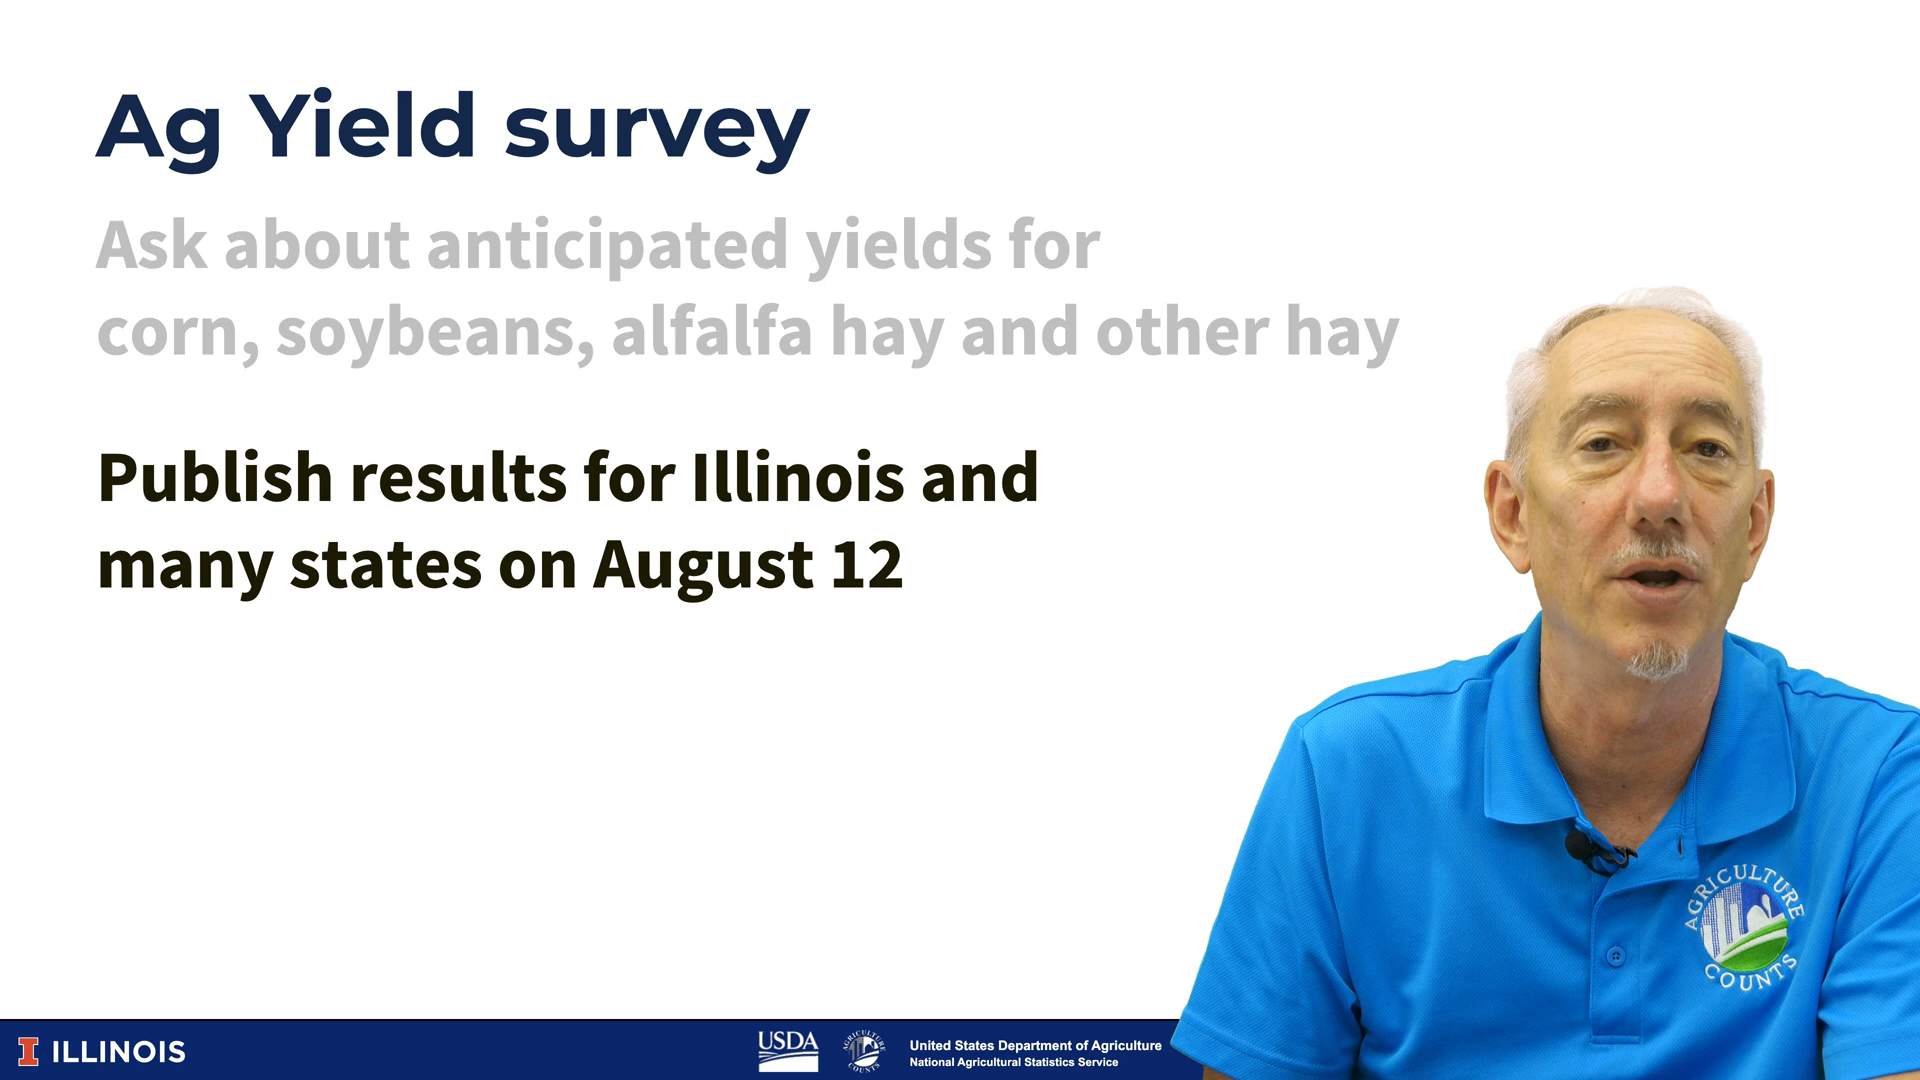 Ag Yield survey
Ask about anticipated yields for
corn, soybeans, alfalfa hay and other hay
Publish results for Illinois and
many states on August 12
AGRICULTURE
COUNTS
I ILLINOIS
USDA
AGRICULTURE
COUNTS
United States Department of Agriculture
National Agricultural Statistics Service